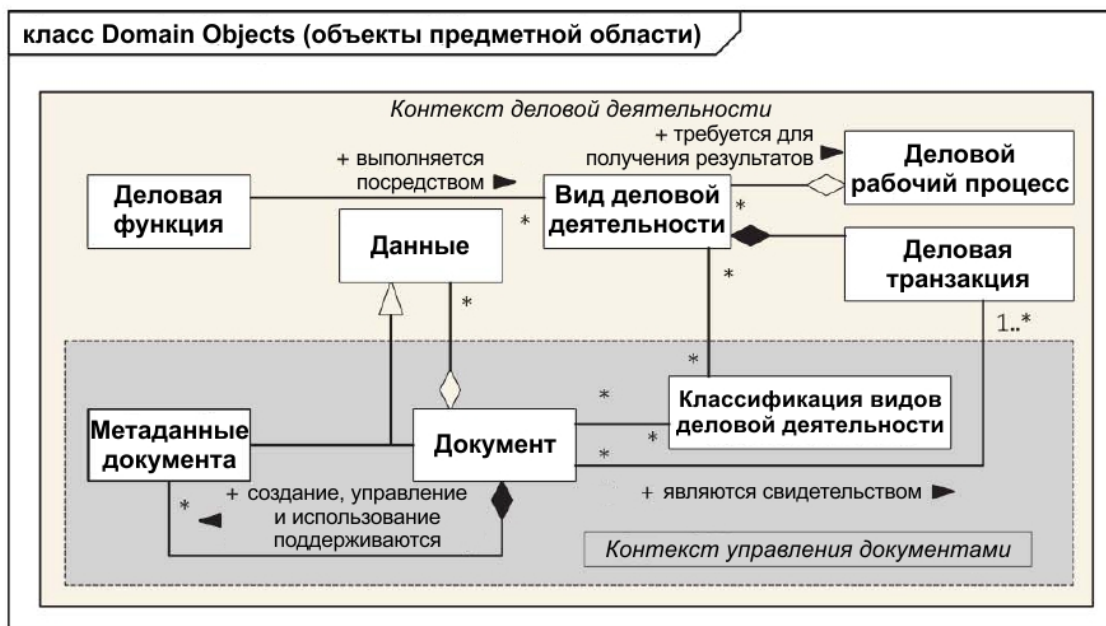 класс Domain Objects (объекты предметной области)
Контекст деловой деятельности
+ требуется для
получения результатов
Деловой
рабочий процесс
+ выполняется
посредством
Деловая
функция
Вид деловой
деятельности
*
*
Данные
Деловая
транзакция
*
*
1..*
*
Классификация видов
деловой деятельности
*
*
Метаданные
документа
Документ
*
+ создание, управление
и использование
поддерживаются
*
+ являются свидетельством
Контекст управления документами